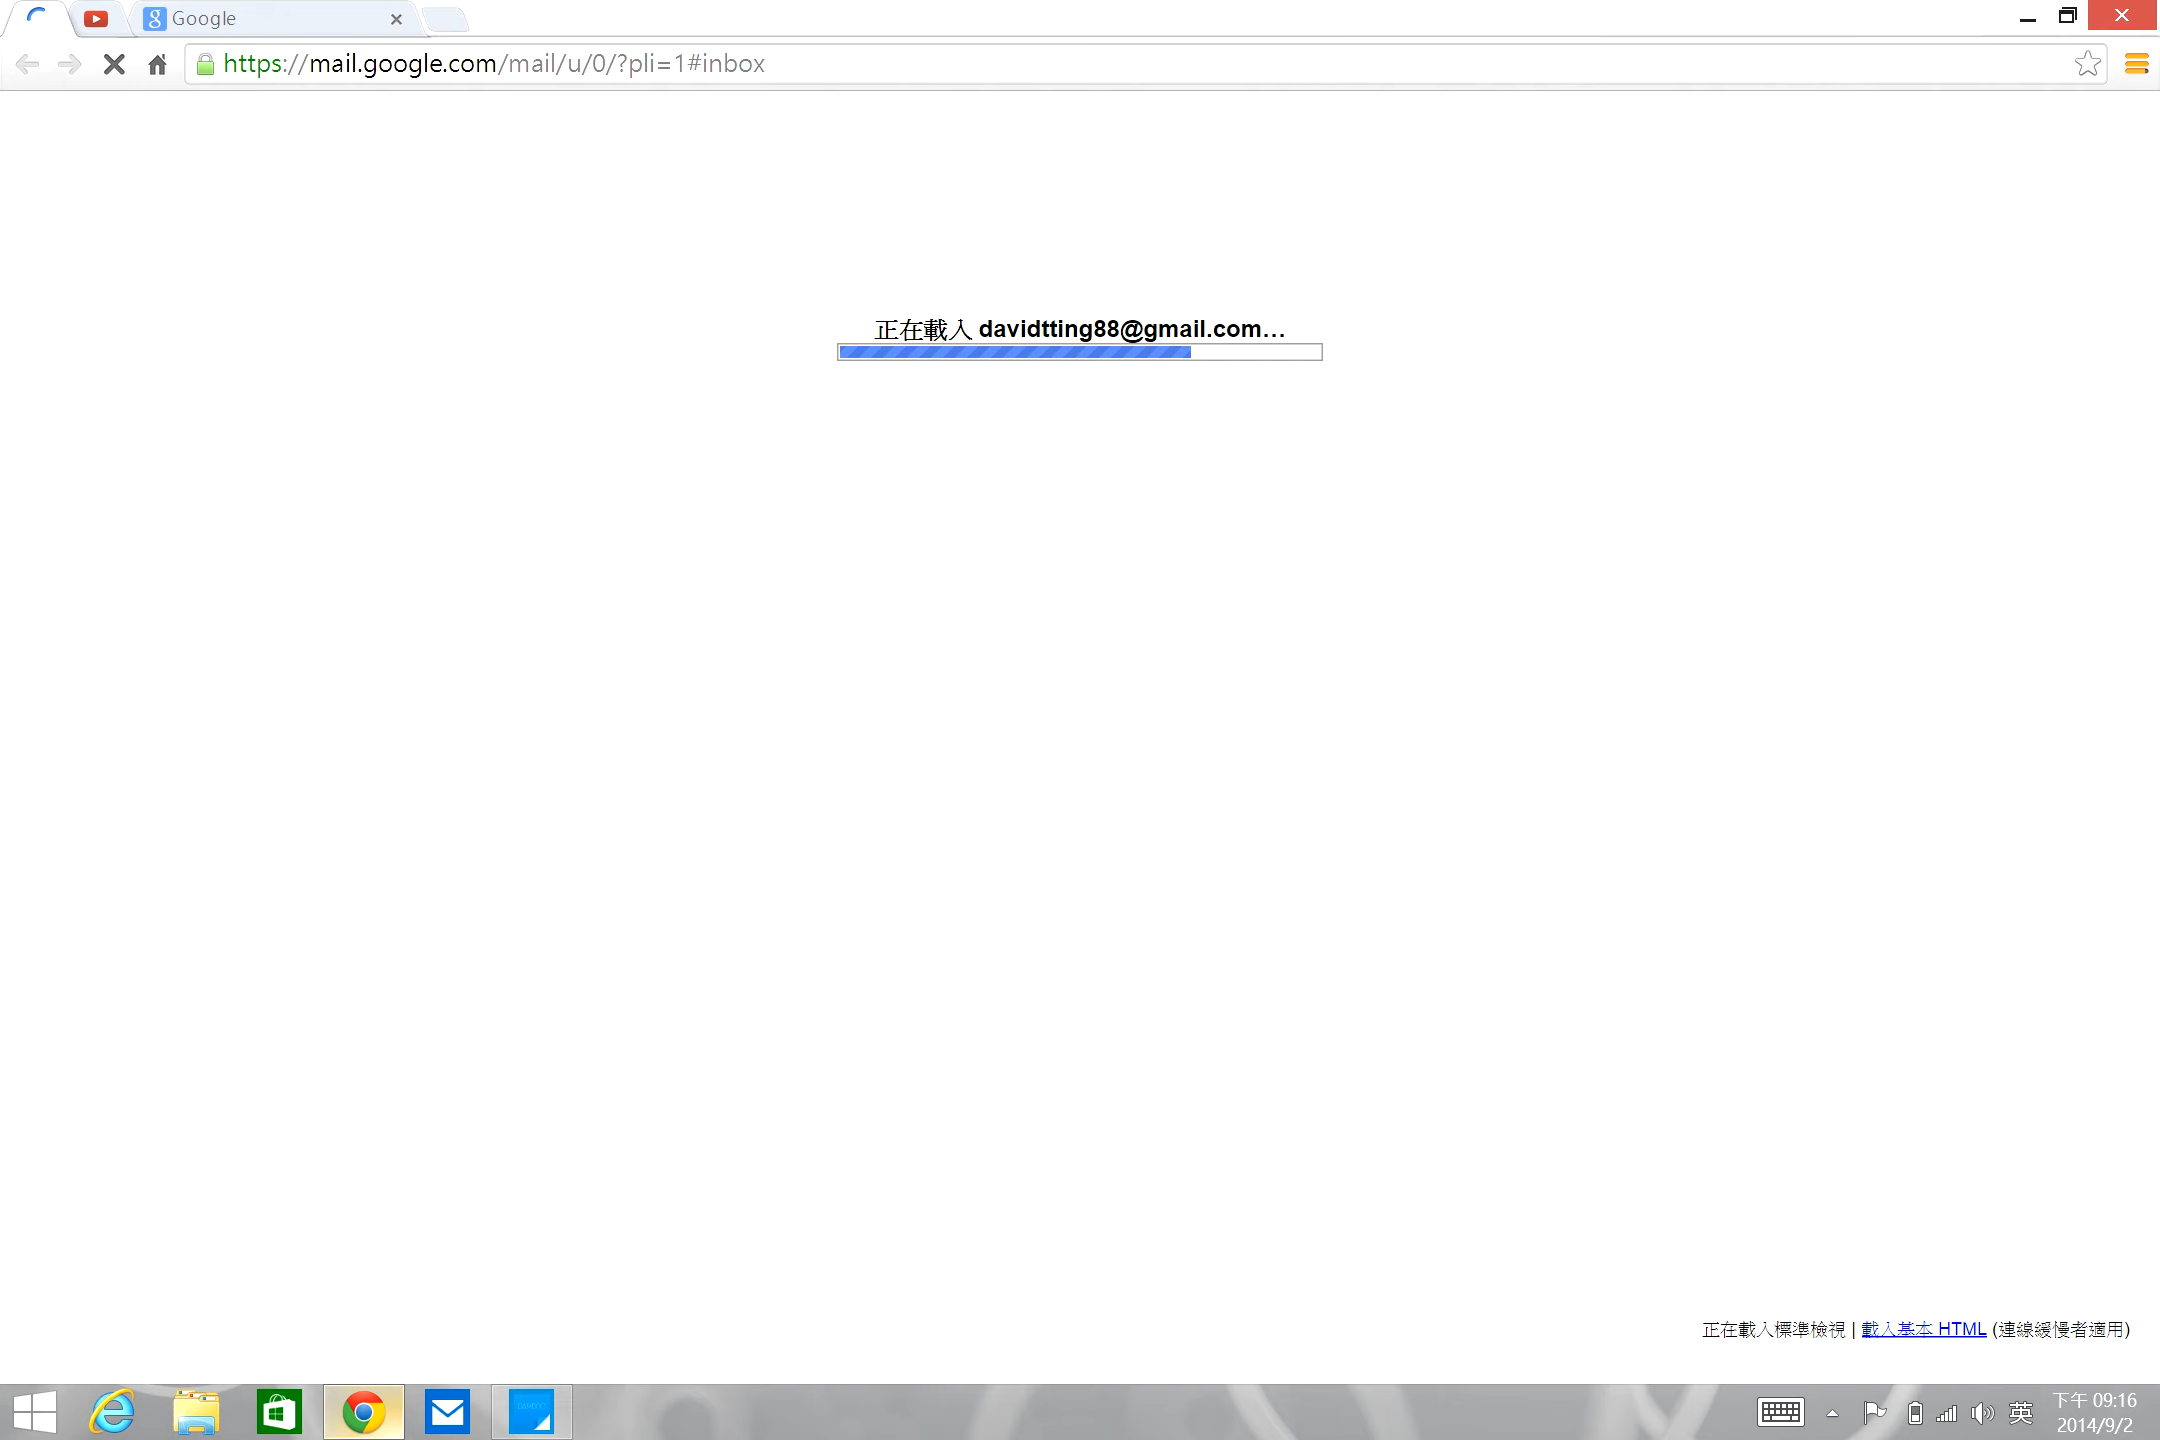 Google
https://mail.google.com/mail/u/0/?pli=1#inbox
正在載入 davidtting88@gmail.com…
正在載入標準檢視 | 載入基本 HTML (連線緩慢者適用)
英
下午 09:16
2014/9/2